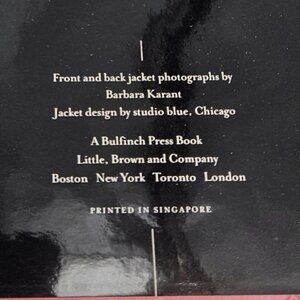 Front and back jacket photographs by
Barbara Karant
Jacket design by studio blue, Chicago
A Bulfinch Press Book
Little, Brown and Company
Boston New York Toronto London
PRINTED IN SINGAPORE